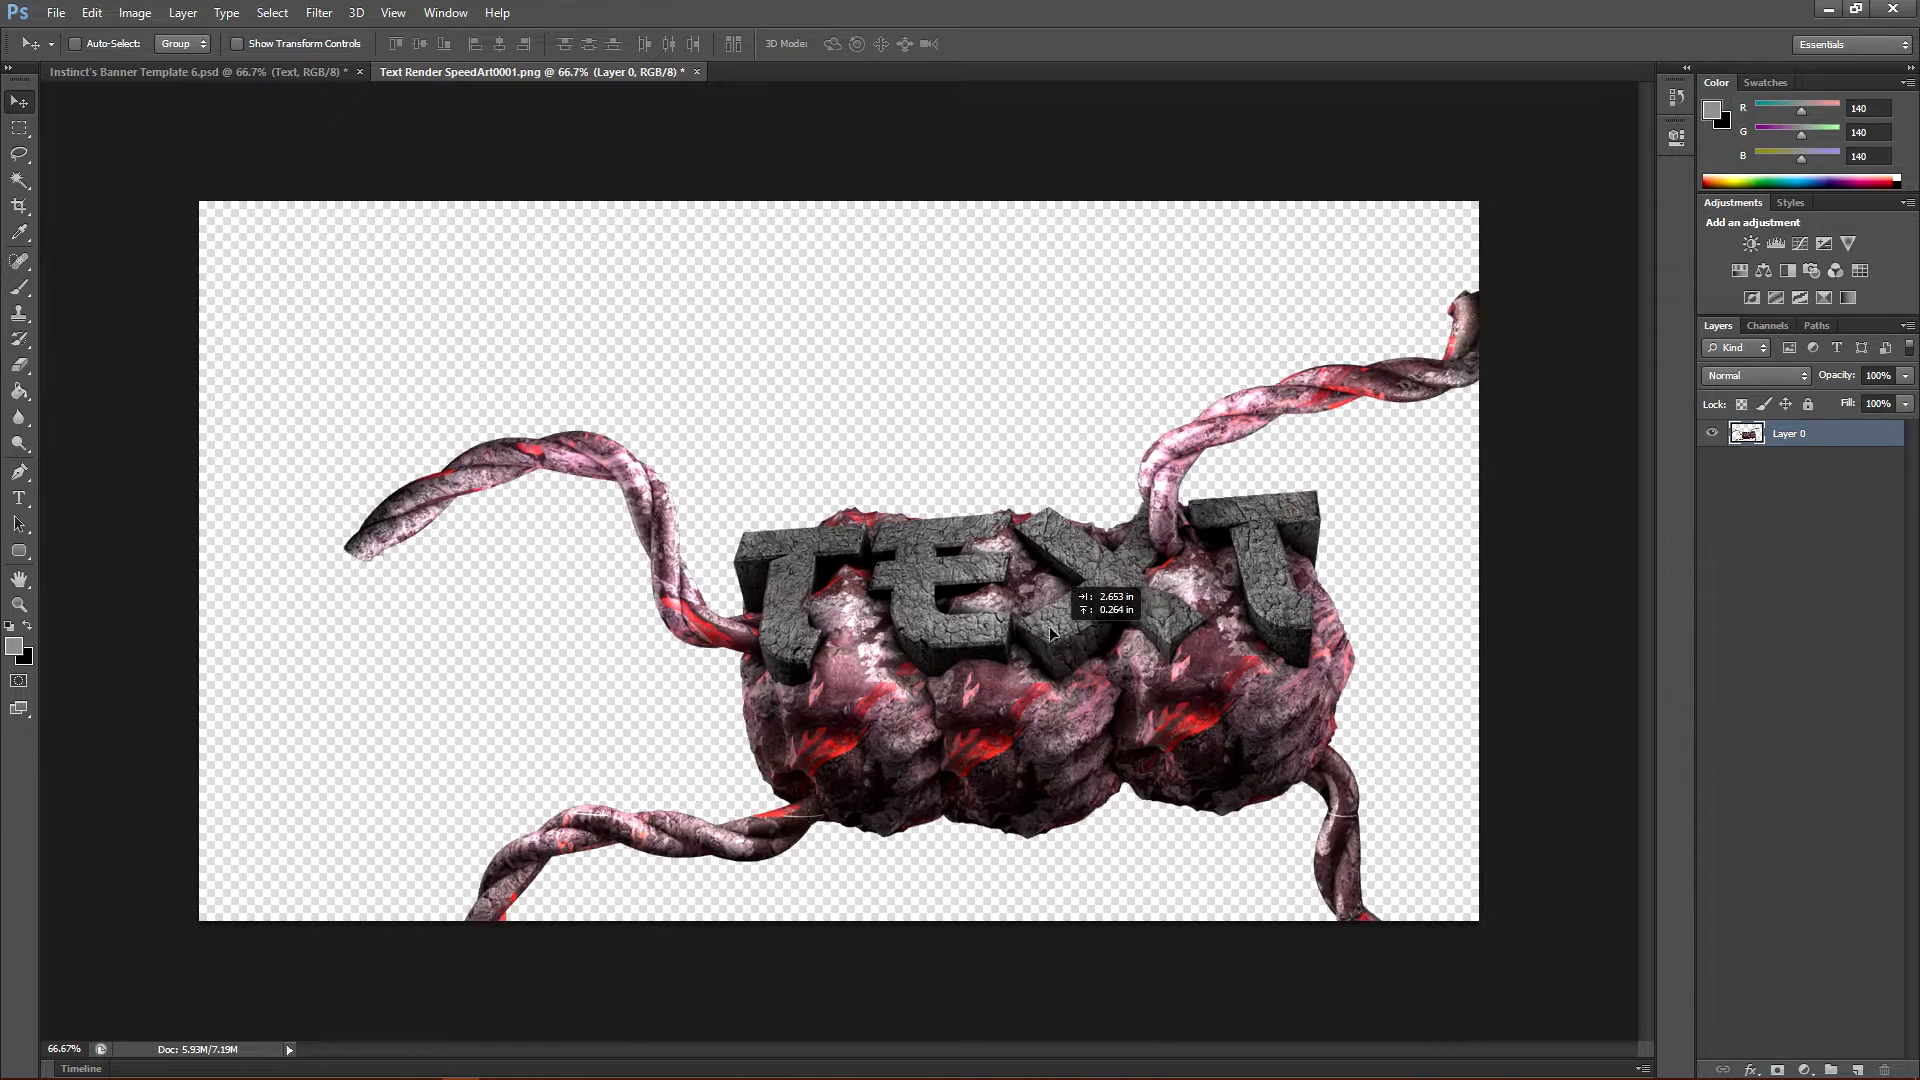 Ps File Edit Image Layer Type Select Filter 3D View Window Help
Auto-Select: Group Show Transform Controls 3D Mode: Essentials
Instinct's Banner Template 6.psd @ 66.7% (Text, RGB/8) * × Text Render SpeedArt0001.png @ 66.7% (Layer 0, RGB/8) * ×
Color Swatches
R 140
G 140
B 140
Adjustments Styles
Add an adjustment
Layers Channels Paths
Kind
Normal Opacity: 100%
Lock: Fill: 100%
Layer 0
TEXT
2.653 in
0.264 in
66.67% Doc: 5.93M/7.19M
Timeline